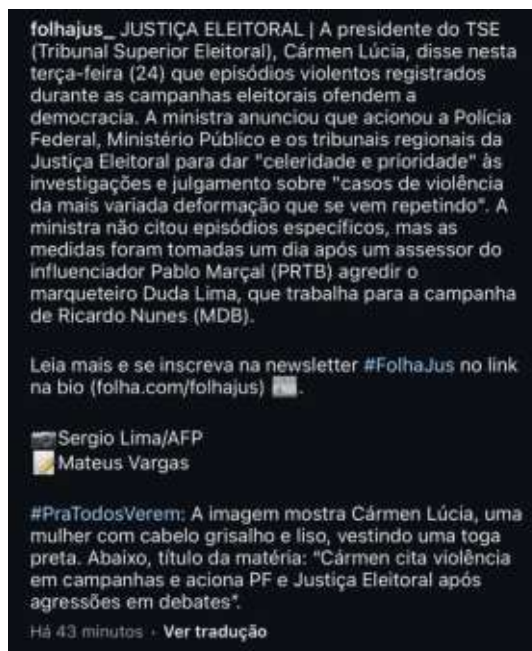 folhajus_ JUSTIÇA ELEITORAL | A presidente do TSE
(Tribunal Superior Eleitoral), Cármen Lúcia, disse nesta
terça-feira (24) que episódios violentos registrados
durante as campanhas eleitorais ofendem a
democracia. A ministra anunciou que acionou a Polícia
Federal, Ministério Público e os tribunais regionais da
Justiça Eleitoral para dar "celeridade e prioridade" às
investigações e julgamento sobre "casos de violência
da mais variada deformação que se vem repetindo". A
ministra não citou episódios específicos, mas as
medidas foram tomadas um dia após um assessor do
influenciador Pablo Marçal (PRTB) agredir o
marqueteiro Duda Lima, que trabalha para a campanha
de Ricardo Nunes (MDB).
Leia mais e se inscreva na newsletter #FolhaJus no link
na bio (folha.com/folhajus) 📰.
📷Sergio Lima/AFP
📝Mateus Vargas
#PraTodosVerem: A imagem mostra Cármen Lúcia, uma
mulher com cabelo grisalho e liso, vestindo uma toga
preta. Abaixo, título da matéria: "Cármen cita violência
em campanhas e aciona PF e Justiça Eleitoral após
agressões em debates".
Há 43 minutos · Ver tradução